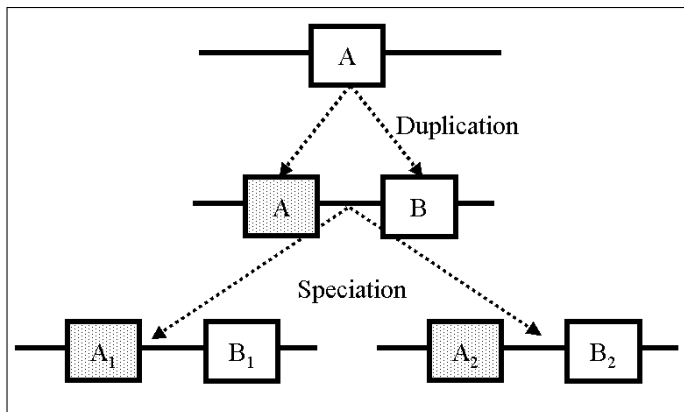 A
Duplication
A B
Speciation
A₁ B₁ A₂ B₂